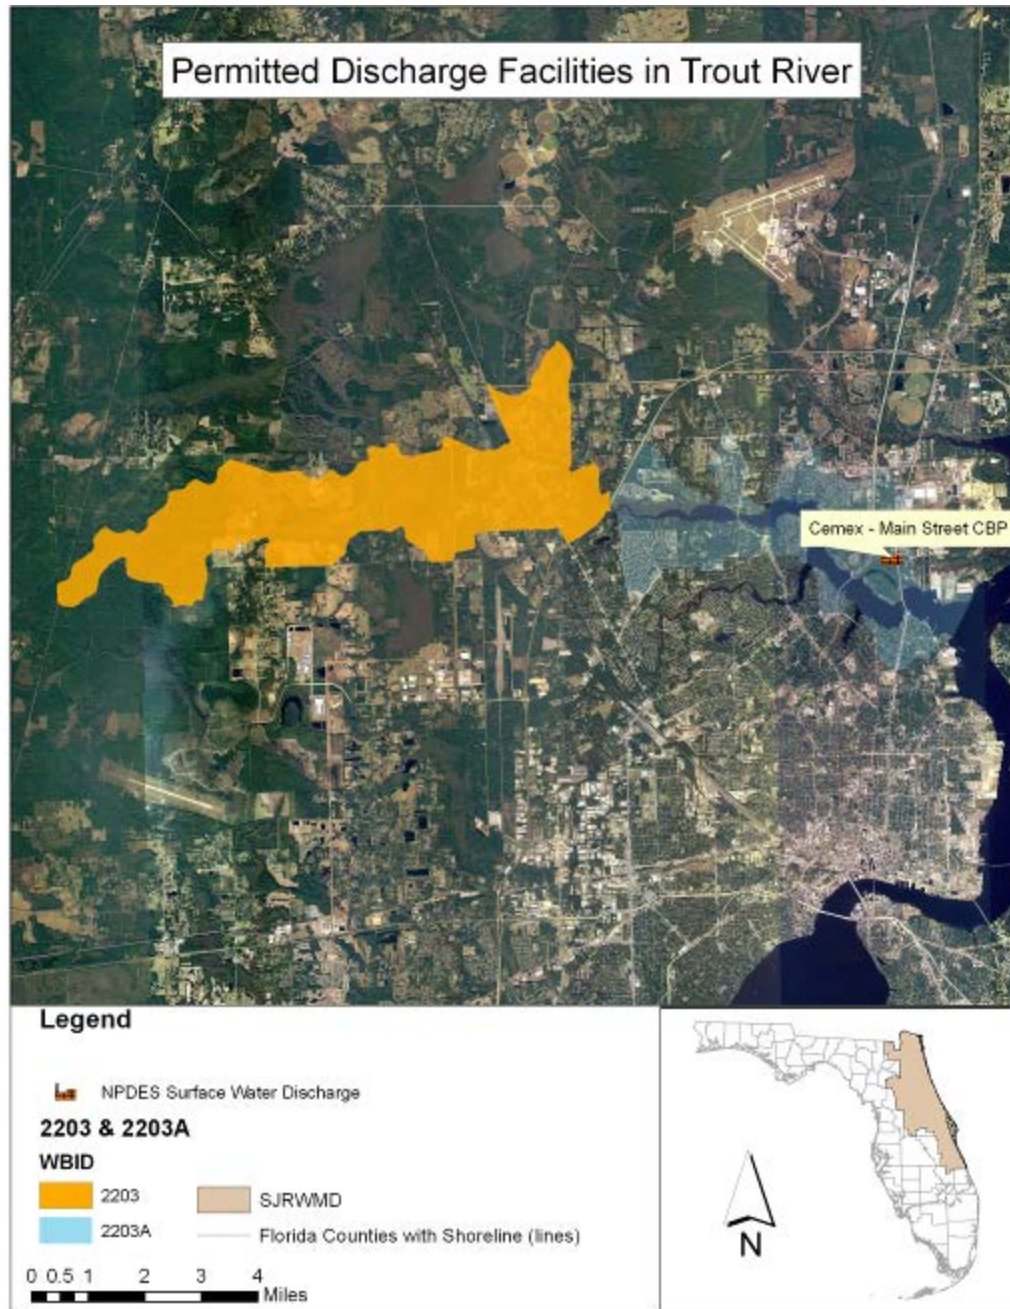 Permitted Discharge Facilities in Trout River
Cemex - Main Street CBP
Legend
NPDES Surface Water Discharge
2203 & 2203A
WBID
2203
SJRWMD
2203A
Florida Counties with Shoreline (lines)
0 0.5 1 2 3 4
Miles
N